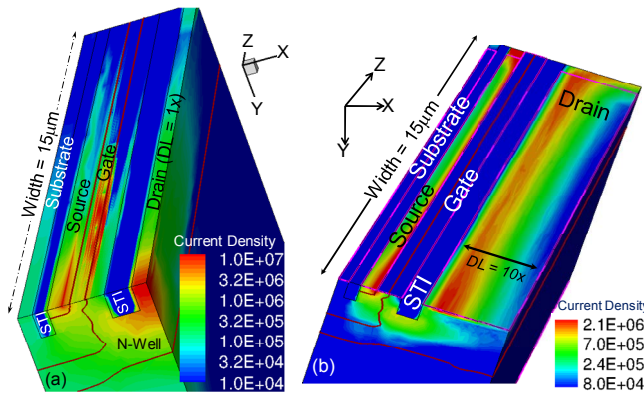 Z
X
Y
Width = 15μm
Substrate
Source
Gate
Drain (DL = 1x)
STI
STI
N-Well
(a)
Current Density
1.0E+07
3.2E+06
1.0E+06
3.2E+05
1.0E+05
3.2E+04
1.0E+04
Z
X
Y
Width = 15μm
Substrate
Source
Gate
Drain
DL = 10x
STI
(b)
Current Density
2.1E+06
7.0E+05
2.4E+05
8.0E+04